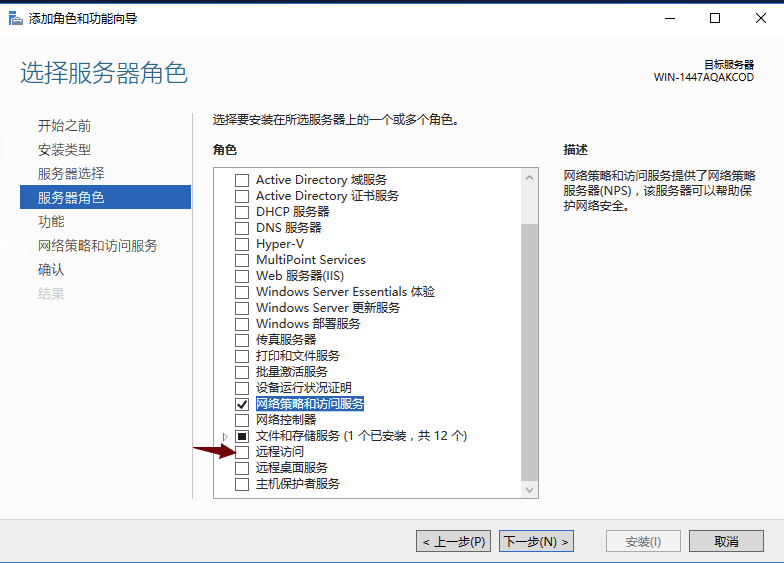 添加角色和功能向导
选择服务器角色
目标服务器
WIN-1447AQAKCOD
开始之前
安装类型
服务器选择
服务器角色
功能
网络策略和访问服务
确认
结果
选择要安装在所选服务器上的一个或多个角色。
角色
Active Directory 域服务
Active Directory 证书服务
DHCP 服务器
DNS 服务器
Hyper-V
MultiPoint Services
Web 服务器(IIS)
Windows Server Essentials 体验
Windows Server 更新服务
Windows 部署服务
传真服务器
打印和文件服务
批量激活服务
设备运行状况证明
网络策略和访问服务
网络控制器
文件和存储服务 (1 个已安装，共 12 个)
远程访问
远程桌面服务
主机保护者服务
描述
网络策略和访问服务提供了网络策略
服务器(NPS)，该服务器可以帮助保
护网络安全。
< 上一步(P)
下一步(N) >
安装(I)
取消